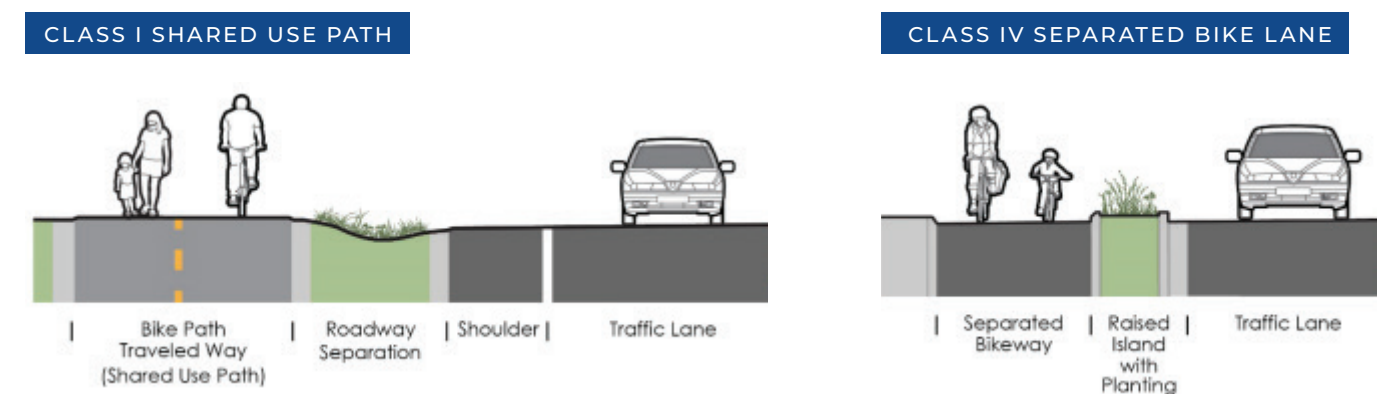 CLASS I SHARED USE PATH
Bike Path
Traveled Way
(Shared Use Path)
Roadway
Separation
Shoulder
Traffic Lane
CLASS IV SEPARATED BIKE LANE
Separated
Bikeway
Raised
Island
with
Planting
Traffic Lane